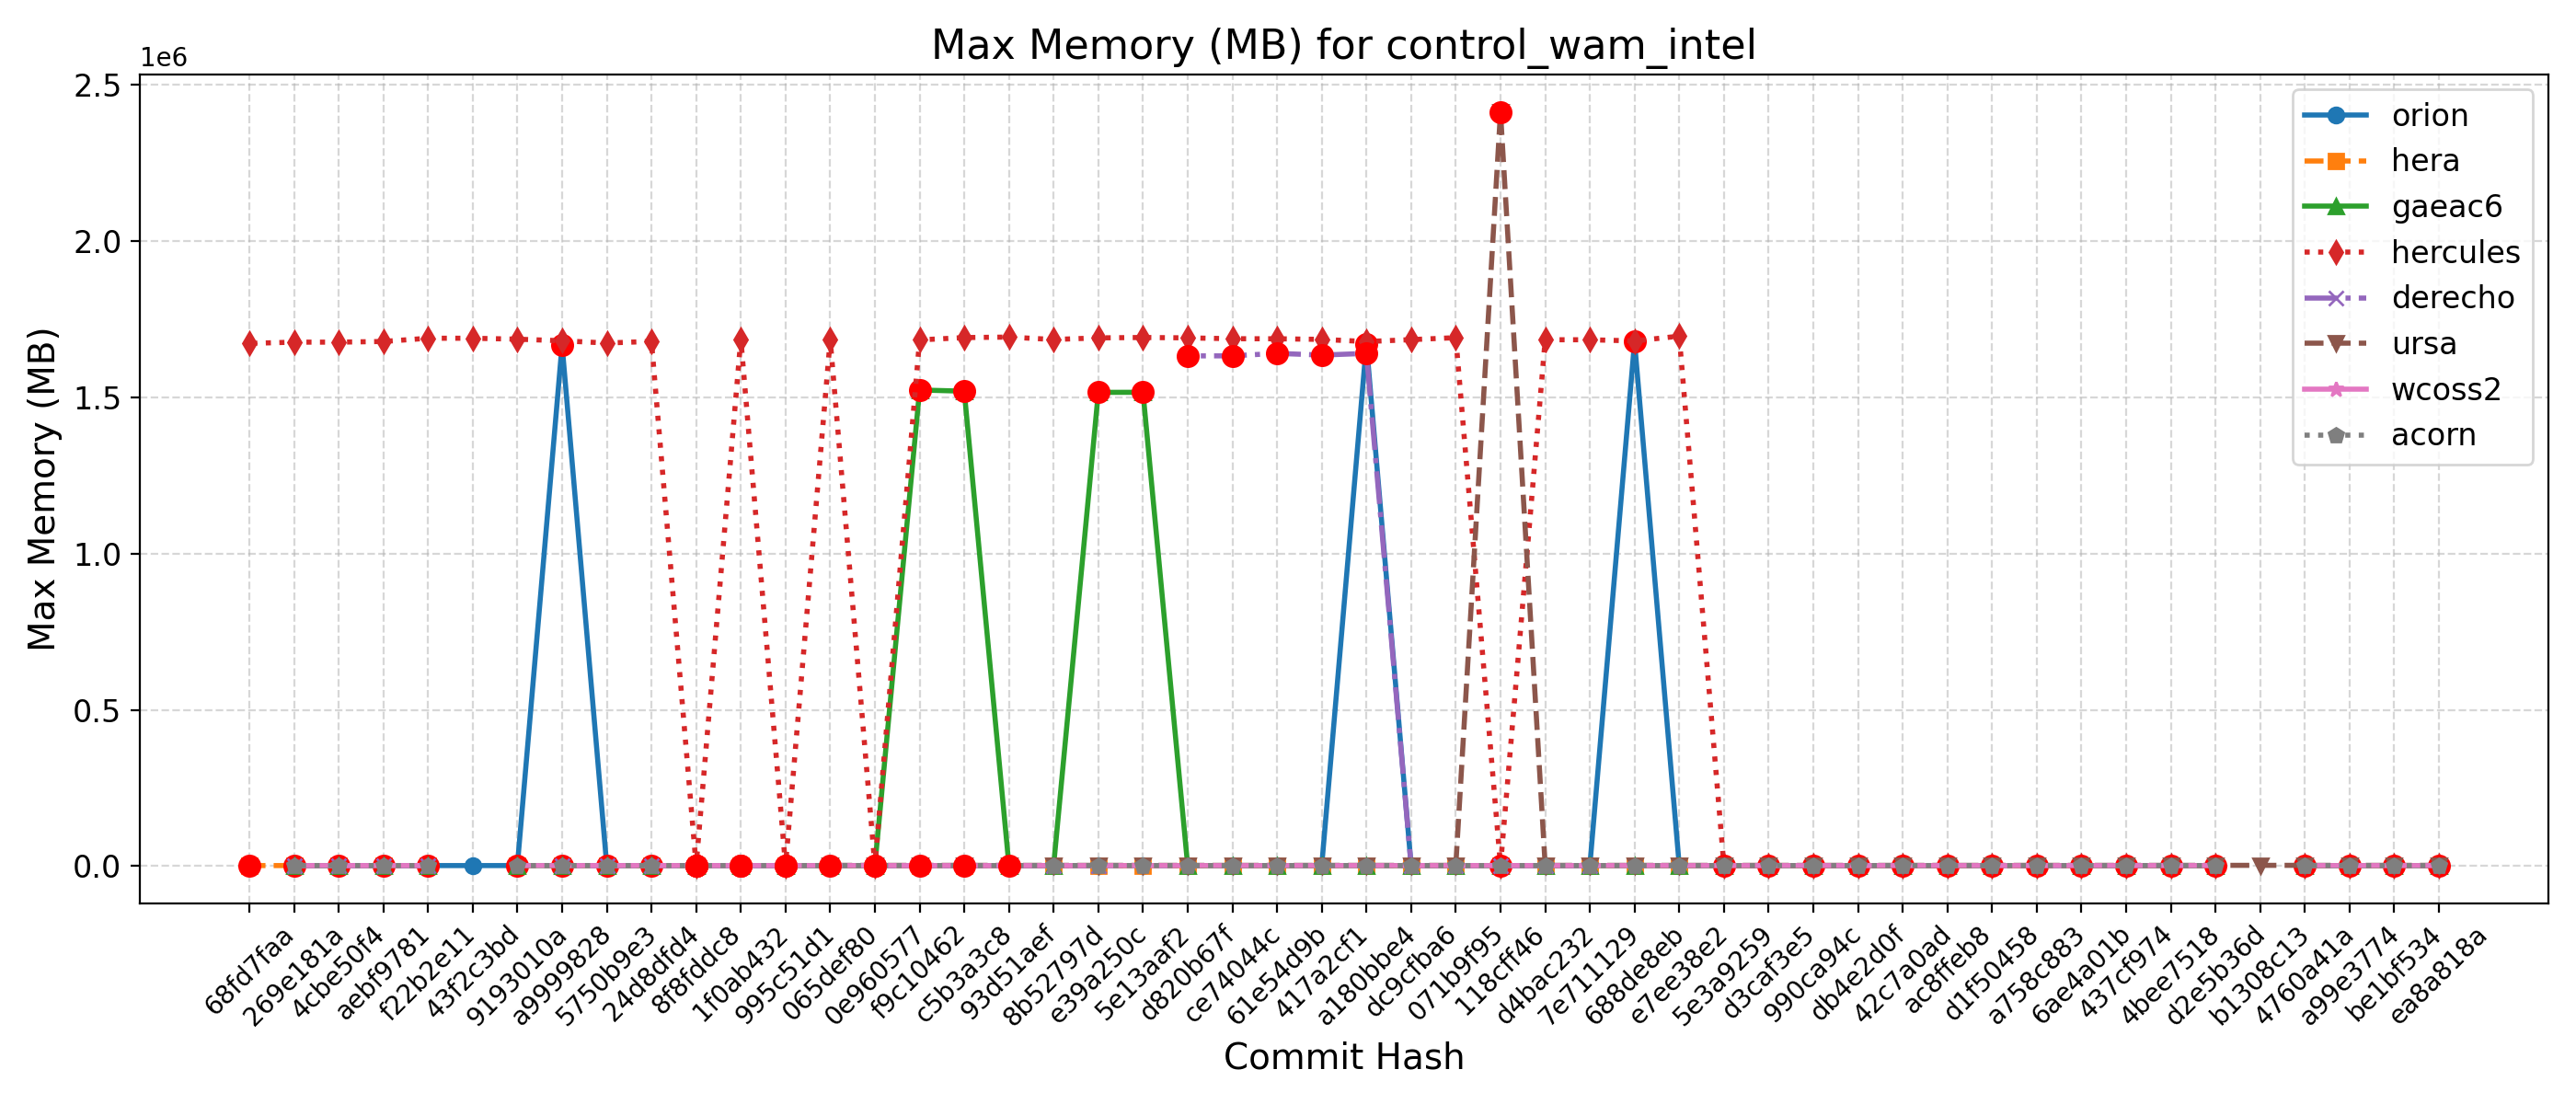 Max Memory (MB) for control_wam_intel
1e6
2.5
2.0
1.5
1.0
0.5
0.0
Max Memory (MB)
orion
hera
gaeac6
hercules
derecho
ursa
wcoss2
acorn
68fd7faa
269e181a
4cbe50f4
aebf9781
f22b2e11
43f2c3bd
9193010a
a9999828
5750b9e3
24d8dfd4
8f8fddc8
1f0ab432
995c51d1
065def80
0e960577
f9c10462
c5b3a3c8
93d51aef
8b52797d
e39a250c
5e13aaf2
d820b67f
ce74044c
61e54d9b
417a2cf1
a180bbe4
dc9cfba6
071b9f95
118cff46
d4bac232
7e711129
688de8eb
e7ee38e2
5e3a9259
d3caf3e5
990ca94c
db4e2d0f
42c7a0ad
ac8ffeb8
d1f50458
a758c883
6ae4a01b
437cf974
4bee7518
d2e5b36d
b1308c13
4760a41a
a99e3774
be1bf534
ea8a818a
Commit Hash